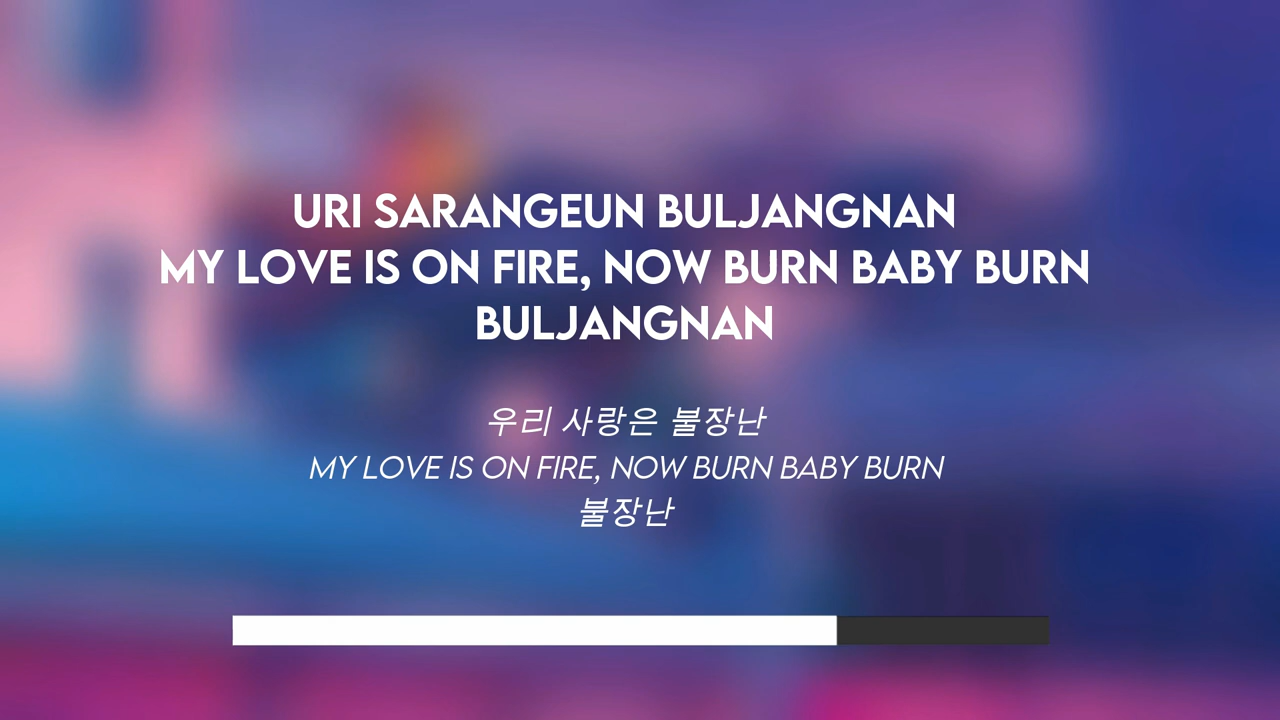 URI SARANGEUN BULJANGNAN
MY LOVE IS ON FIRE, NOW BURN BABY BURN
BULJANGNAN
우리 사랑은 불장난
MY LOVE IS ON FIRE, NOW BURN BABY BURN
불장난